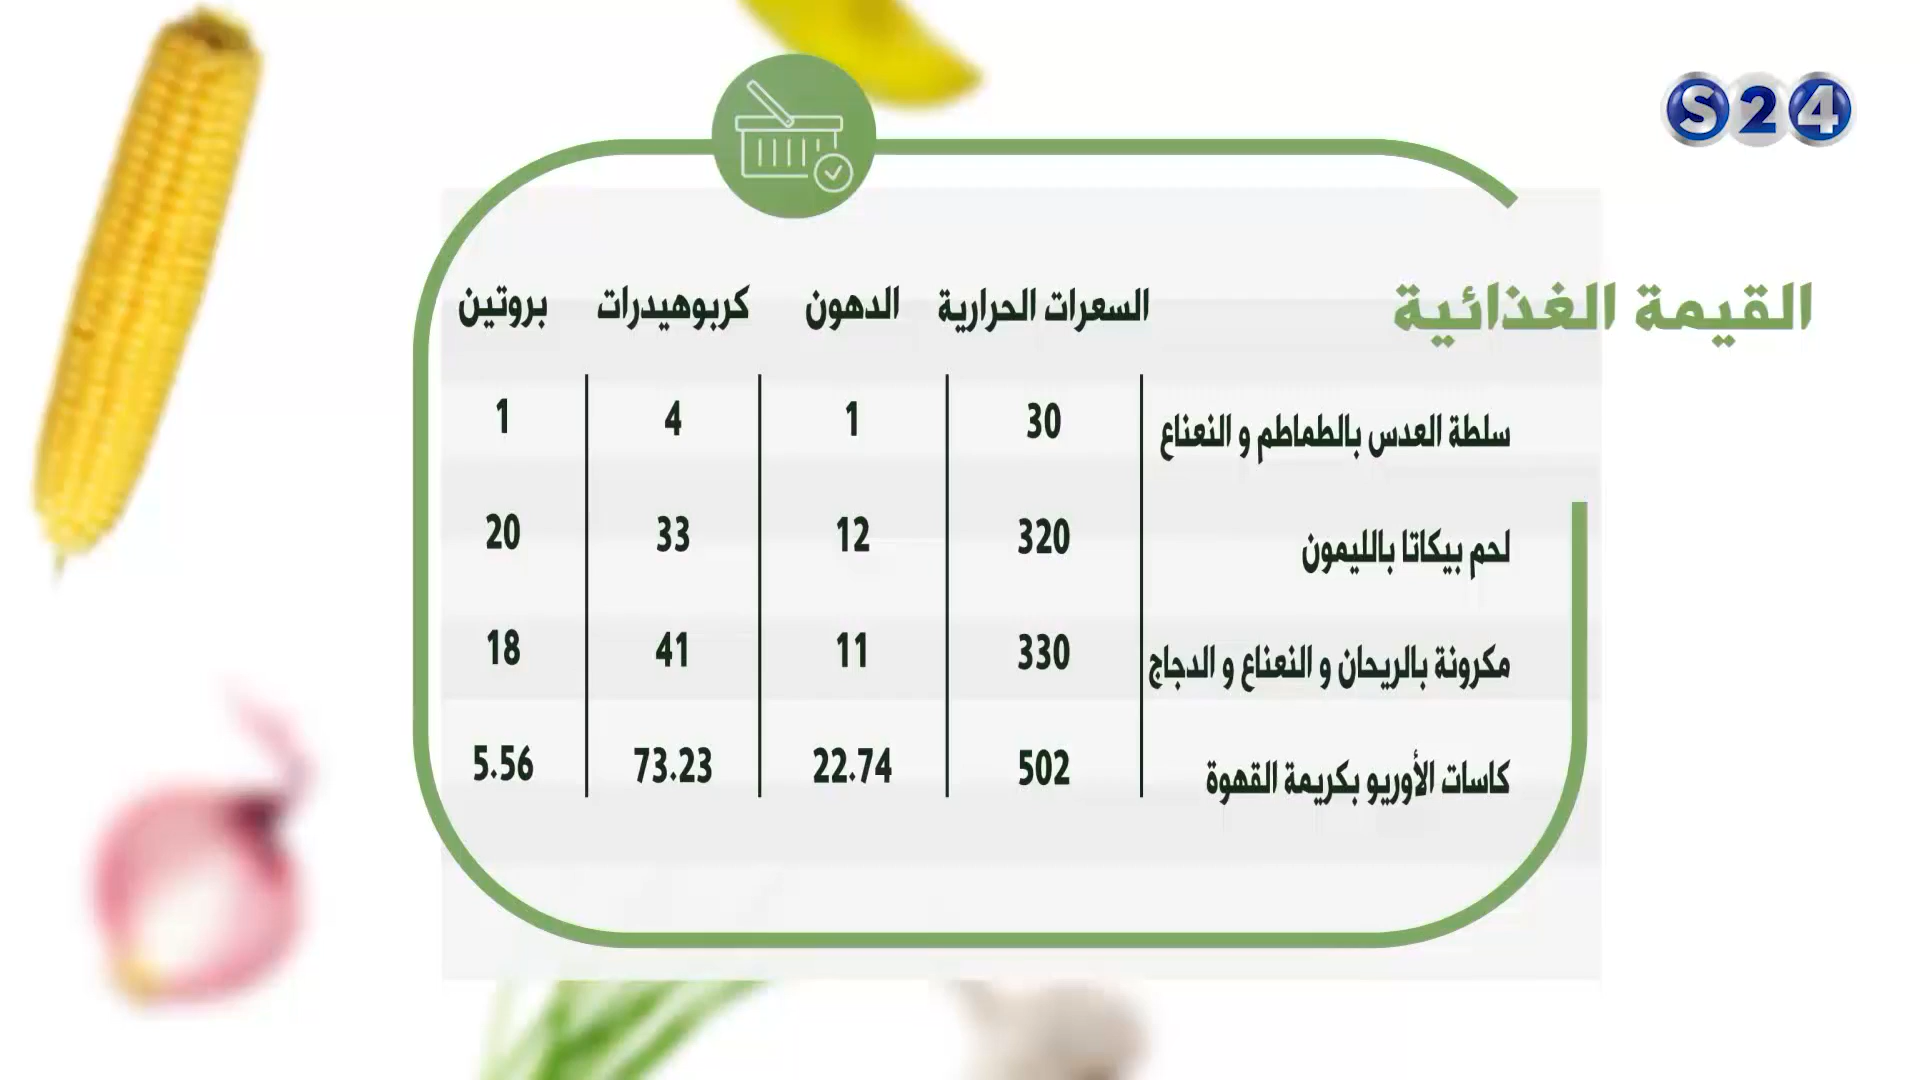 S24
القيمة الغذائية
السعرات الحرارية الدهون كربوهيدرات بروتين
سلطة العدس بالطماطم و النعناع 30 1 4 1
لحم بيكاتا بالليمون 320 12 33 20
مكرونة بالريحان و النعناع و الدجاج 330 11 41 18
كاسات الأوريو بكريمة القهوة 502 22.74 73.23 5.56